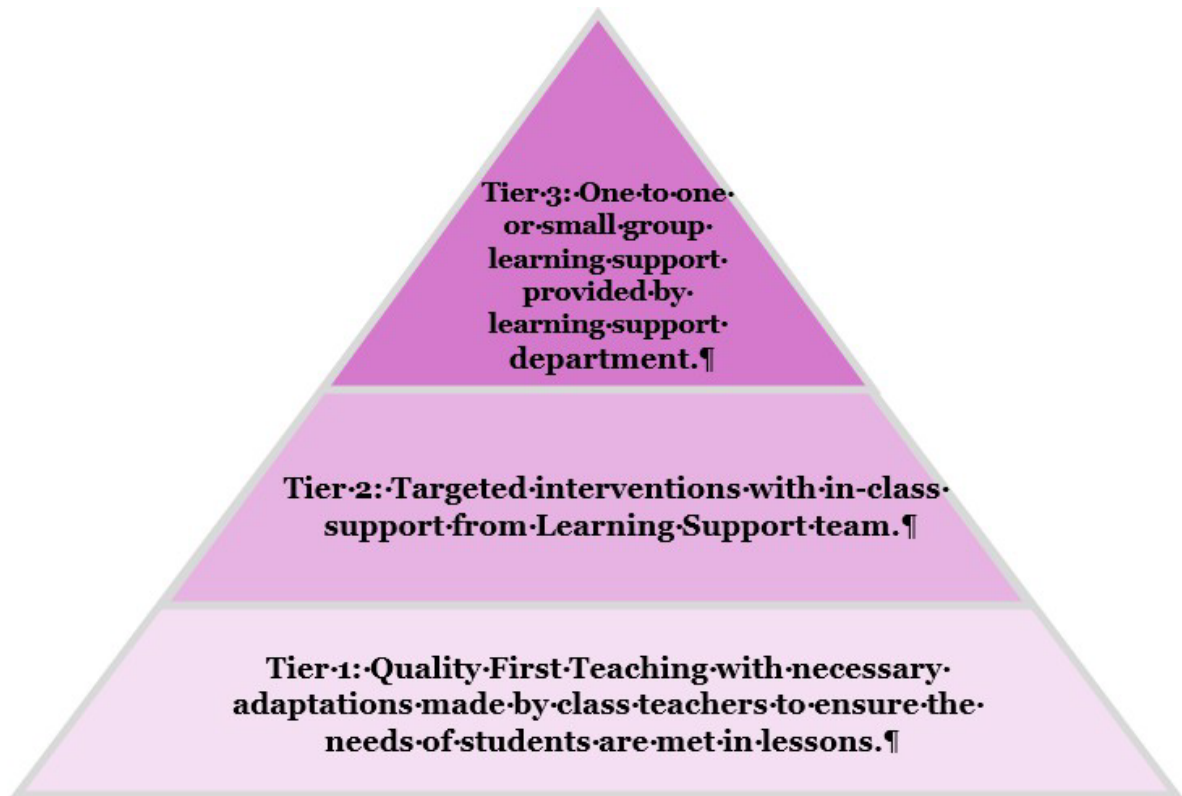 Tier·3:·One·to·one·
or·small·group·
learning·support·
provided·by·
learning·support·
department.¶
Tier·2:·Targeted·interventions·with·in-class·
support·from·Learning·Support·team.¶
Tier·1:·Quality·First·Teaching·with·necessary·
adaptations·made·by·class·teachers·to·ensure·the·
needs·of·students·are·met·in·lessons.¶